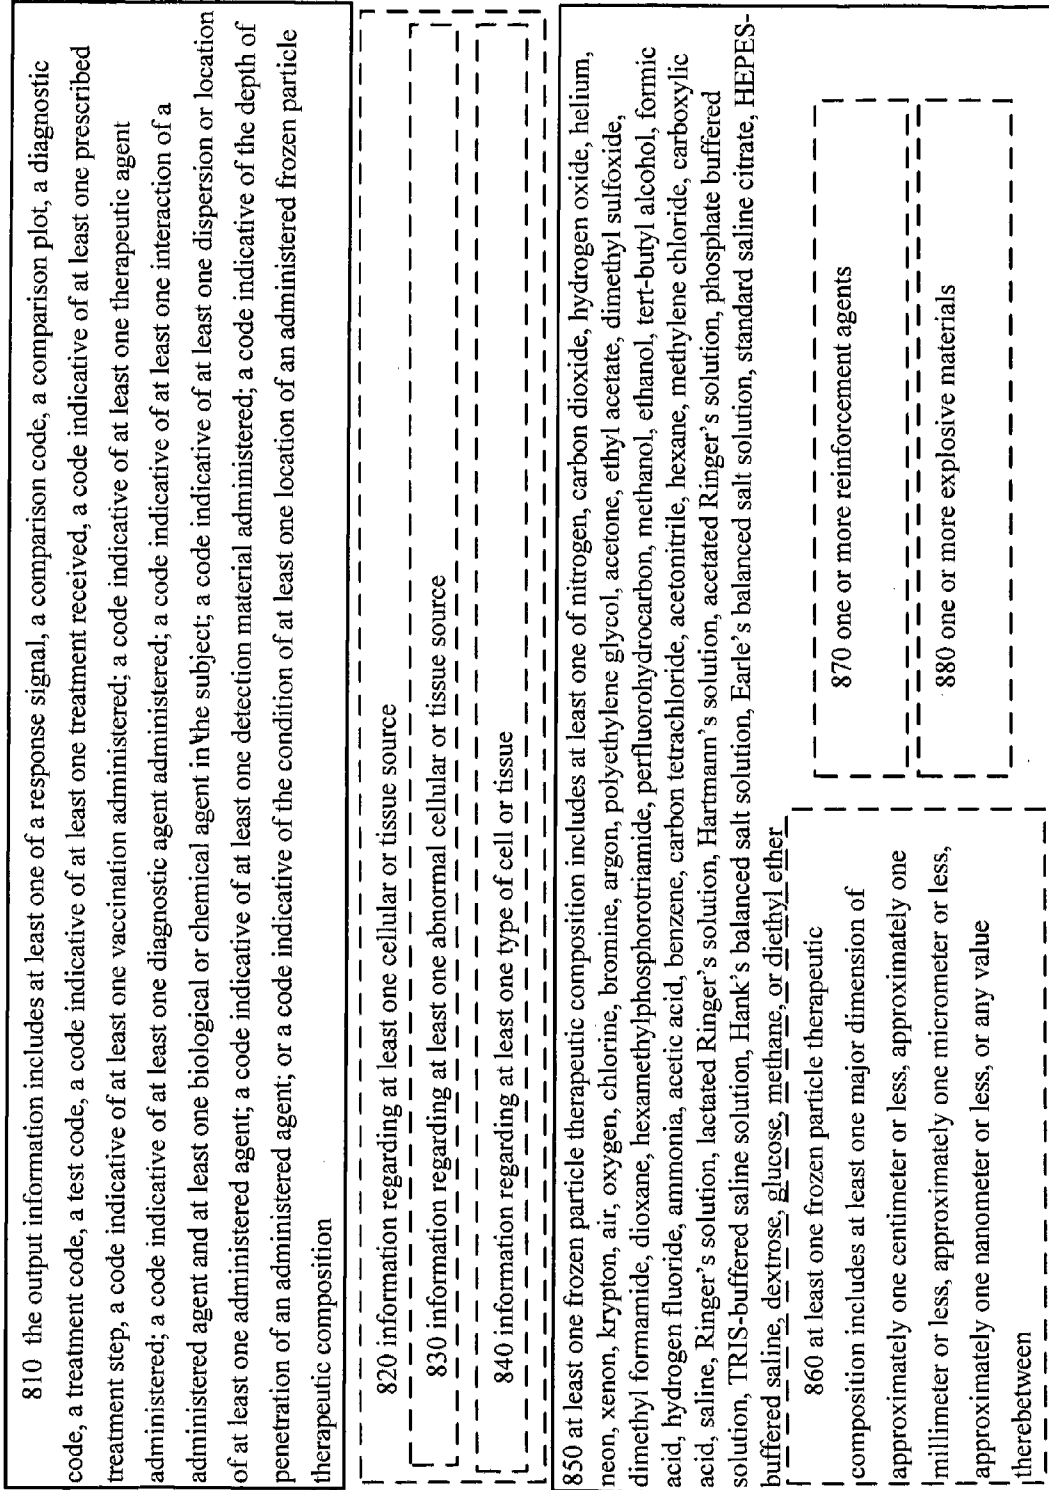 810 the output information includes at least one of a response signal, a comparison code, a comparison plot, a diagnostic
code, a treatment code, a test code, a code indicative of at least one treatment received, a code indicative of at least one prescribed
treatment step, a code indicative of at least one vaccination administered; a code indicative of at least one therapeutic agent
administered; a code indicative of at least one diagnostic agent administered; a code indicative of at least one interaction of a
administered agent and at least one biological or chemical agent in the subject; a code indicative of at least one dispersion or location
of at least one administered agent; a code indicative of at least one detection material administered; a code indicative of the depth of
penetration of an administered agent; or a code indicative of the condition of at least one location of an administered frozen particle
therapeutic composition
820 information regarding at least one cellular or tissue source
830 information regarding at least one abnormal cellular or tissue source
840 information regarding at least one type of cell or tissue
850 at least one frozen particle therapeutic composition includes at least one of nitrogen, carbon dioxide, hydrogen oxide, helium,
neon, xenon, krypton, air, oxygen, chlorine, bromine, argon, polyethylene glycol, acetone, ethyl acetate, dimethyl sulfoxide,
dimethyl formamide, dioxane, hexamethylphosphorotriamide, perfluorohydrocarbon, methanol, ethanol, tert-butyl alcohol, formic
acid, hydrogen fluoride, ammonia, acetic acid, benzene, carbon tetrachloride, acetonitrile, hexane, methylene chloride, carboxylic
acid, saline, Ringer's solution, lactated Ringer's solution, Hartmann's solution, acetated Ringer's solution, phosphate buffered
solution, TRIS-buffered saline solution, Hank's balanced salt solution, Earle's balanced salt solution, standard saline citrate, HEPES-
buffered saline, dextrose, glucose, methane, or diethyl ether
860 at least one frozen particle therapeutic
composition includes at least one major dimension of
approximately one centimeter or less, approximately one
millimeter or less, approximately one micrometer or less,
approximately one nanometer or less, or any value
therebetween
870 one or more reinforcement agents
880 one or more explosive materials